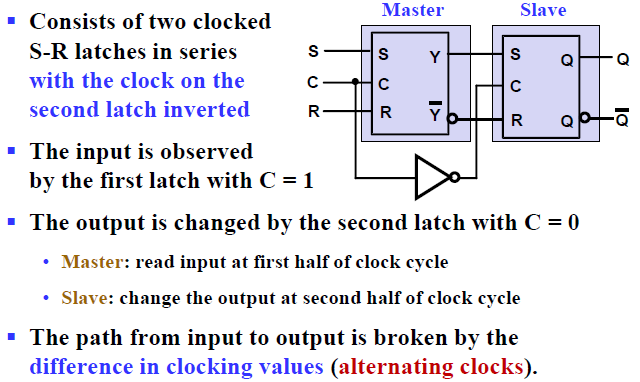 Consists of two clocked
S-R latches in series
with the clock on the
second latch inverted
The input is observed
by the first latch with C = 1
The output is changed by the second latch with C = 0
Master: read input at first half of clock cycle
Slave: change the output at second half of clock cycle
The path from input to output is broken by the
difference in clocking values (alternating clocks).
Master Slave
S S Y S Q Q
C C C
R R Y̅ R Q Q̅